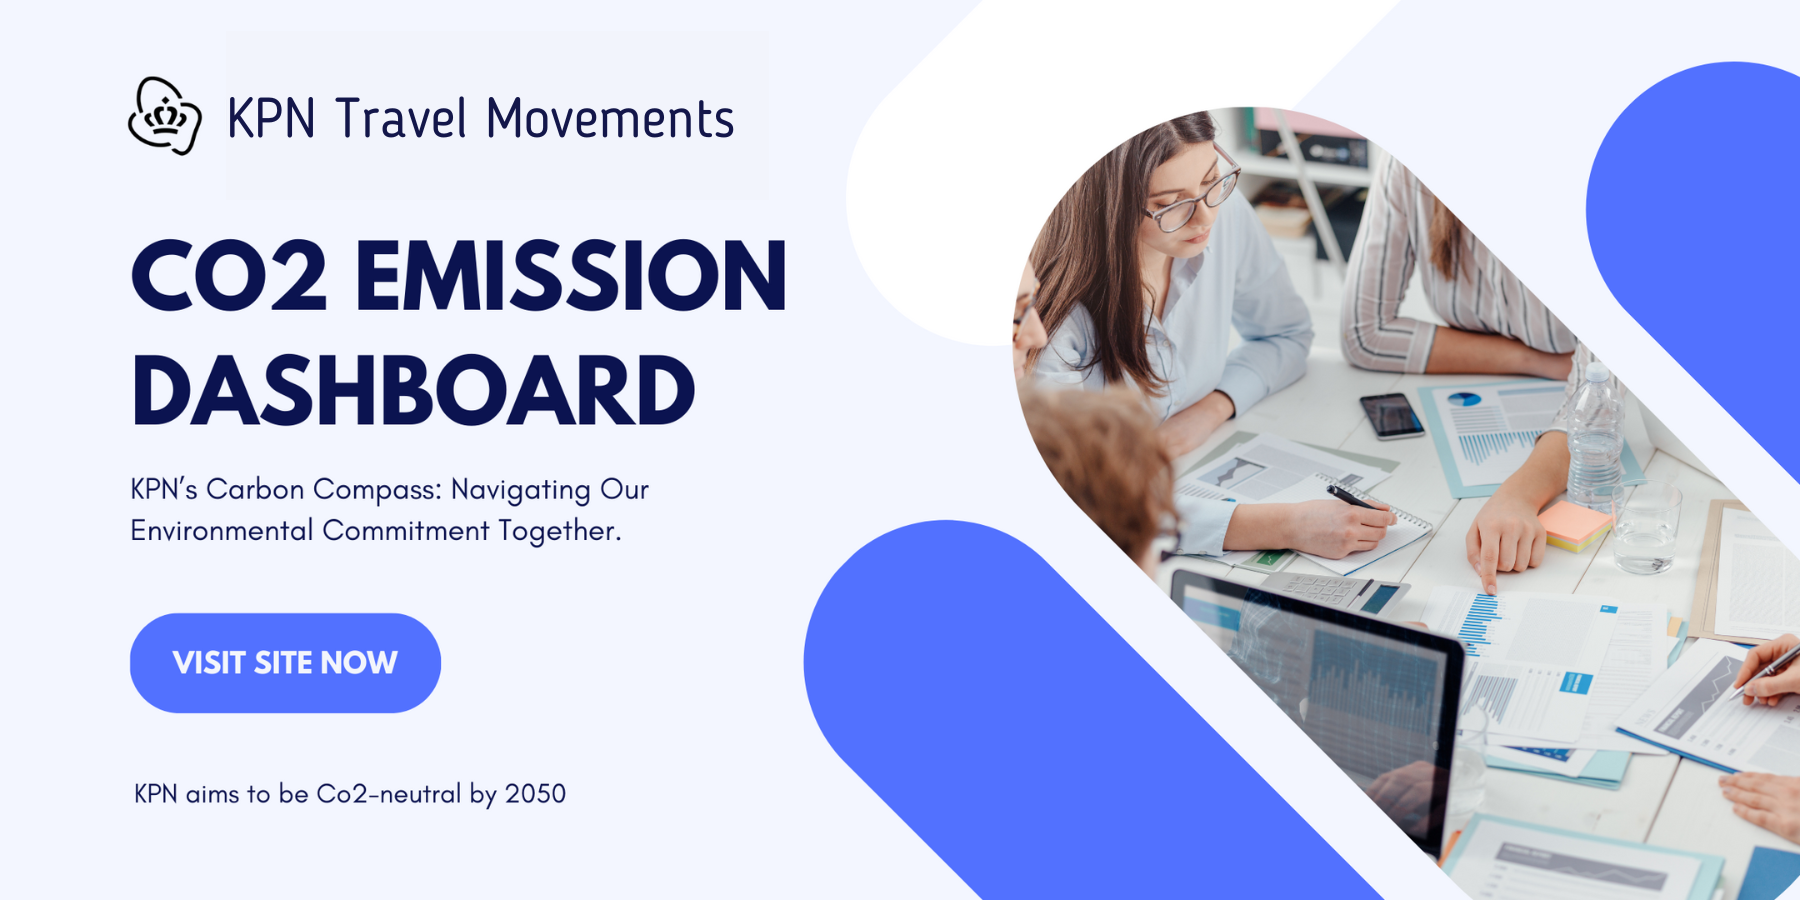 KPN Travel Movements
CO2 EMISSION
DASHBOARD
KPN’s Carbon Compass: Navigating Our
Environmental Commitment Together.
VISIT SITE NOW
KPN aims to be Co2-neutral by 2050